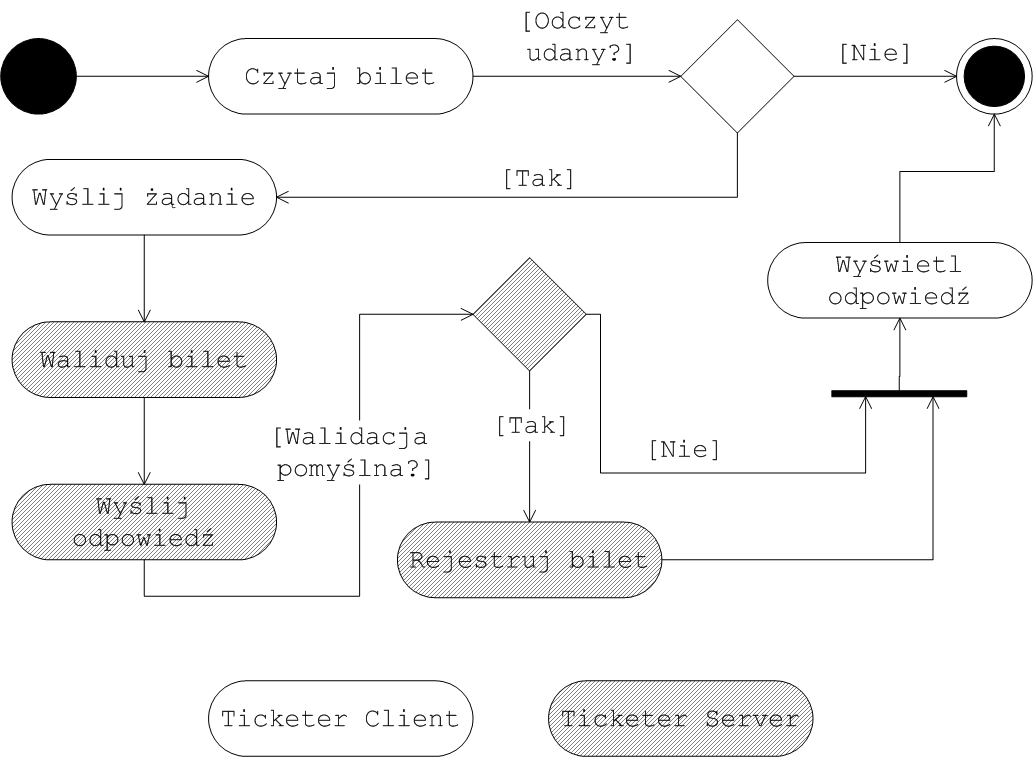 [Odczyt
udany?]
[Nie]
Czytaj bilet
[Tak]
Wyślij żądanie
Wyświetl
odpowiedź
Waliduj bilet
[Walidacja
pomyślna?]
[Tak]
[Nie]
Wyślij
odpowiedź
Rejestruj bilet
Ticketer Client
Ticketer Server